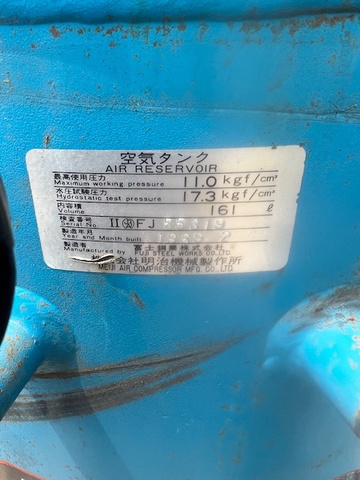 空気タンク
AIR RESERVOIR
最高使用圧力
Maximum working pressure 11.0 kgf/cm²
水圧試験圧力
Hydrostatic test pressure 17.3 kgf/cm²
内容積
Volume 161 ℓ
検査番号
Serial No. II FJ
製造年月
Year and Month built
製造者 富士鋼業株式会社
Manufactured by FUJI STEEL WORKS CO.LTD.
株式会社明治機械製作所
MEIJI AIR COMPRESSOR MFG. CO. LTD.